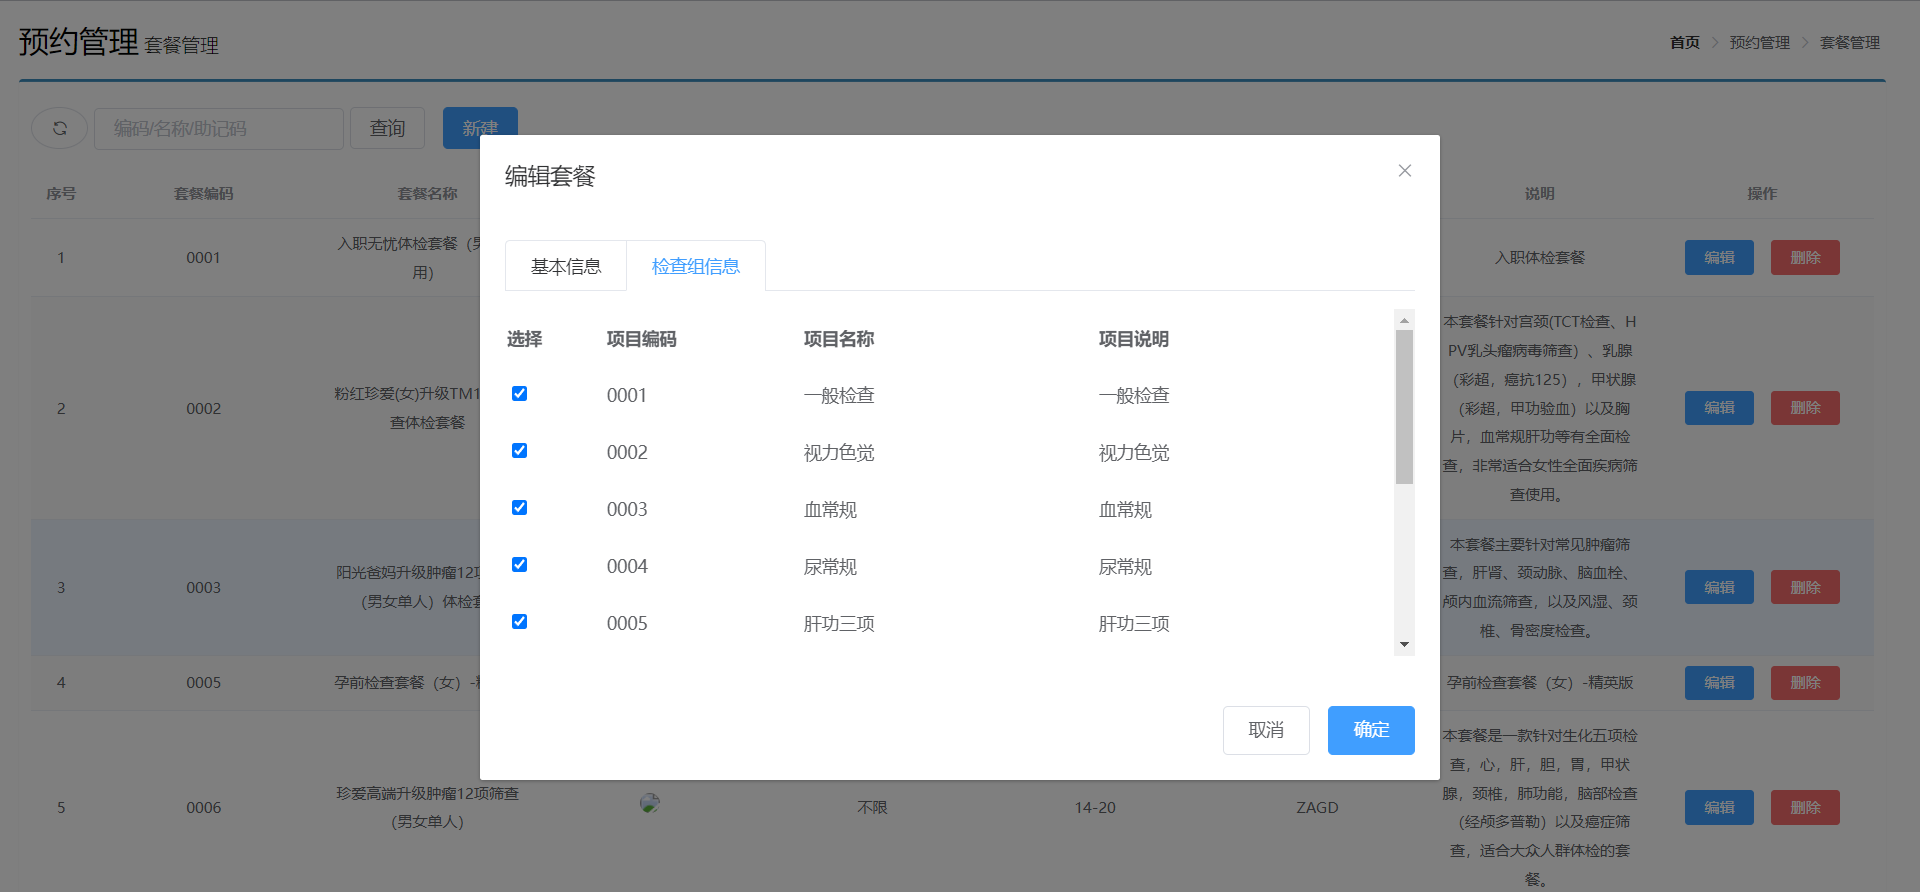 预约管理 套餐管理
首页 > 预约管理 > 套餐管理
编码/名称/助记码
查询
新建
序号
套餐编码
套餐名称
说明
操作
1
0001
入职无忧体检套餐（男
用）
入职体检套餐
编辑
删除
2
0002
粉红珍爱(女)升级TM1
查体检套餐
本套餐针对宫颈(TCT检查、H
PV乳头瘤病毒筛查）、乳腺
（彩超，癌抗125），甲状腺
（彩超，甲功验血）以及胸
片，血常规肝功等有全面检
查，非常适合女性全面疾病筛
查使用。
编辑
删除
3
0003
阳光爸妈升级肿瘤12项
（男女单人）体检套
本套餐主要针对常见肿瘤筛
查，肝肾、颈动脉、脑血栓、
颅内血流筛查，以及风湿、颈
椎、骨密度检查。
编辑
删除
4
0005
孕前检查套餐（女）-精
孕前检查套餐（女）-精英版
编辑
删除
5
0006
珍爱高端升级肿瘤12项筛查
（男女单人）
不限
14-20
ZAGD
本套餐是一款针对生化五项检
查，心，肝，胆，胃，甲状
腺，颈椎，肺功能，脑部检查
（经颅多普勒）以及癌症筛
查，适合大众人群体检的套
餐。
编辑
删除
编辑套餐
基本信息
检查组信息
选择 项目编码 项目名称 项目说明
0001 一般检查 一般检查
0002 视力色觉 视力色觉
0003 血常规 血常规
0004 尿常规 尿常规
0005 肝功三项 肝功三项
取消
确定